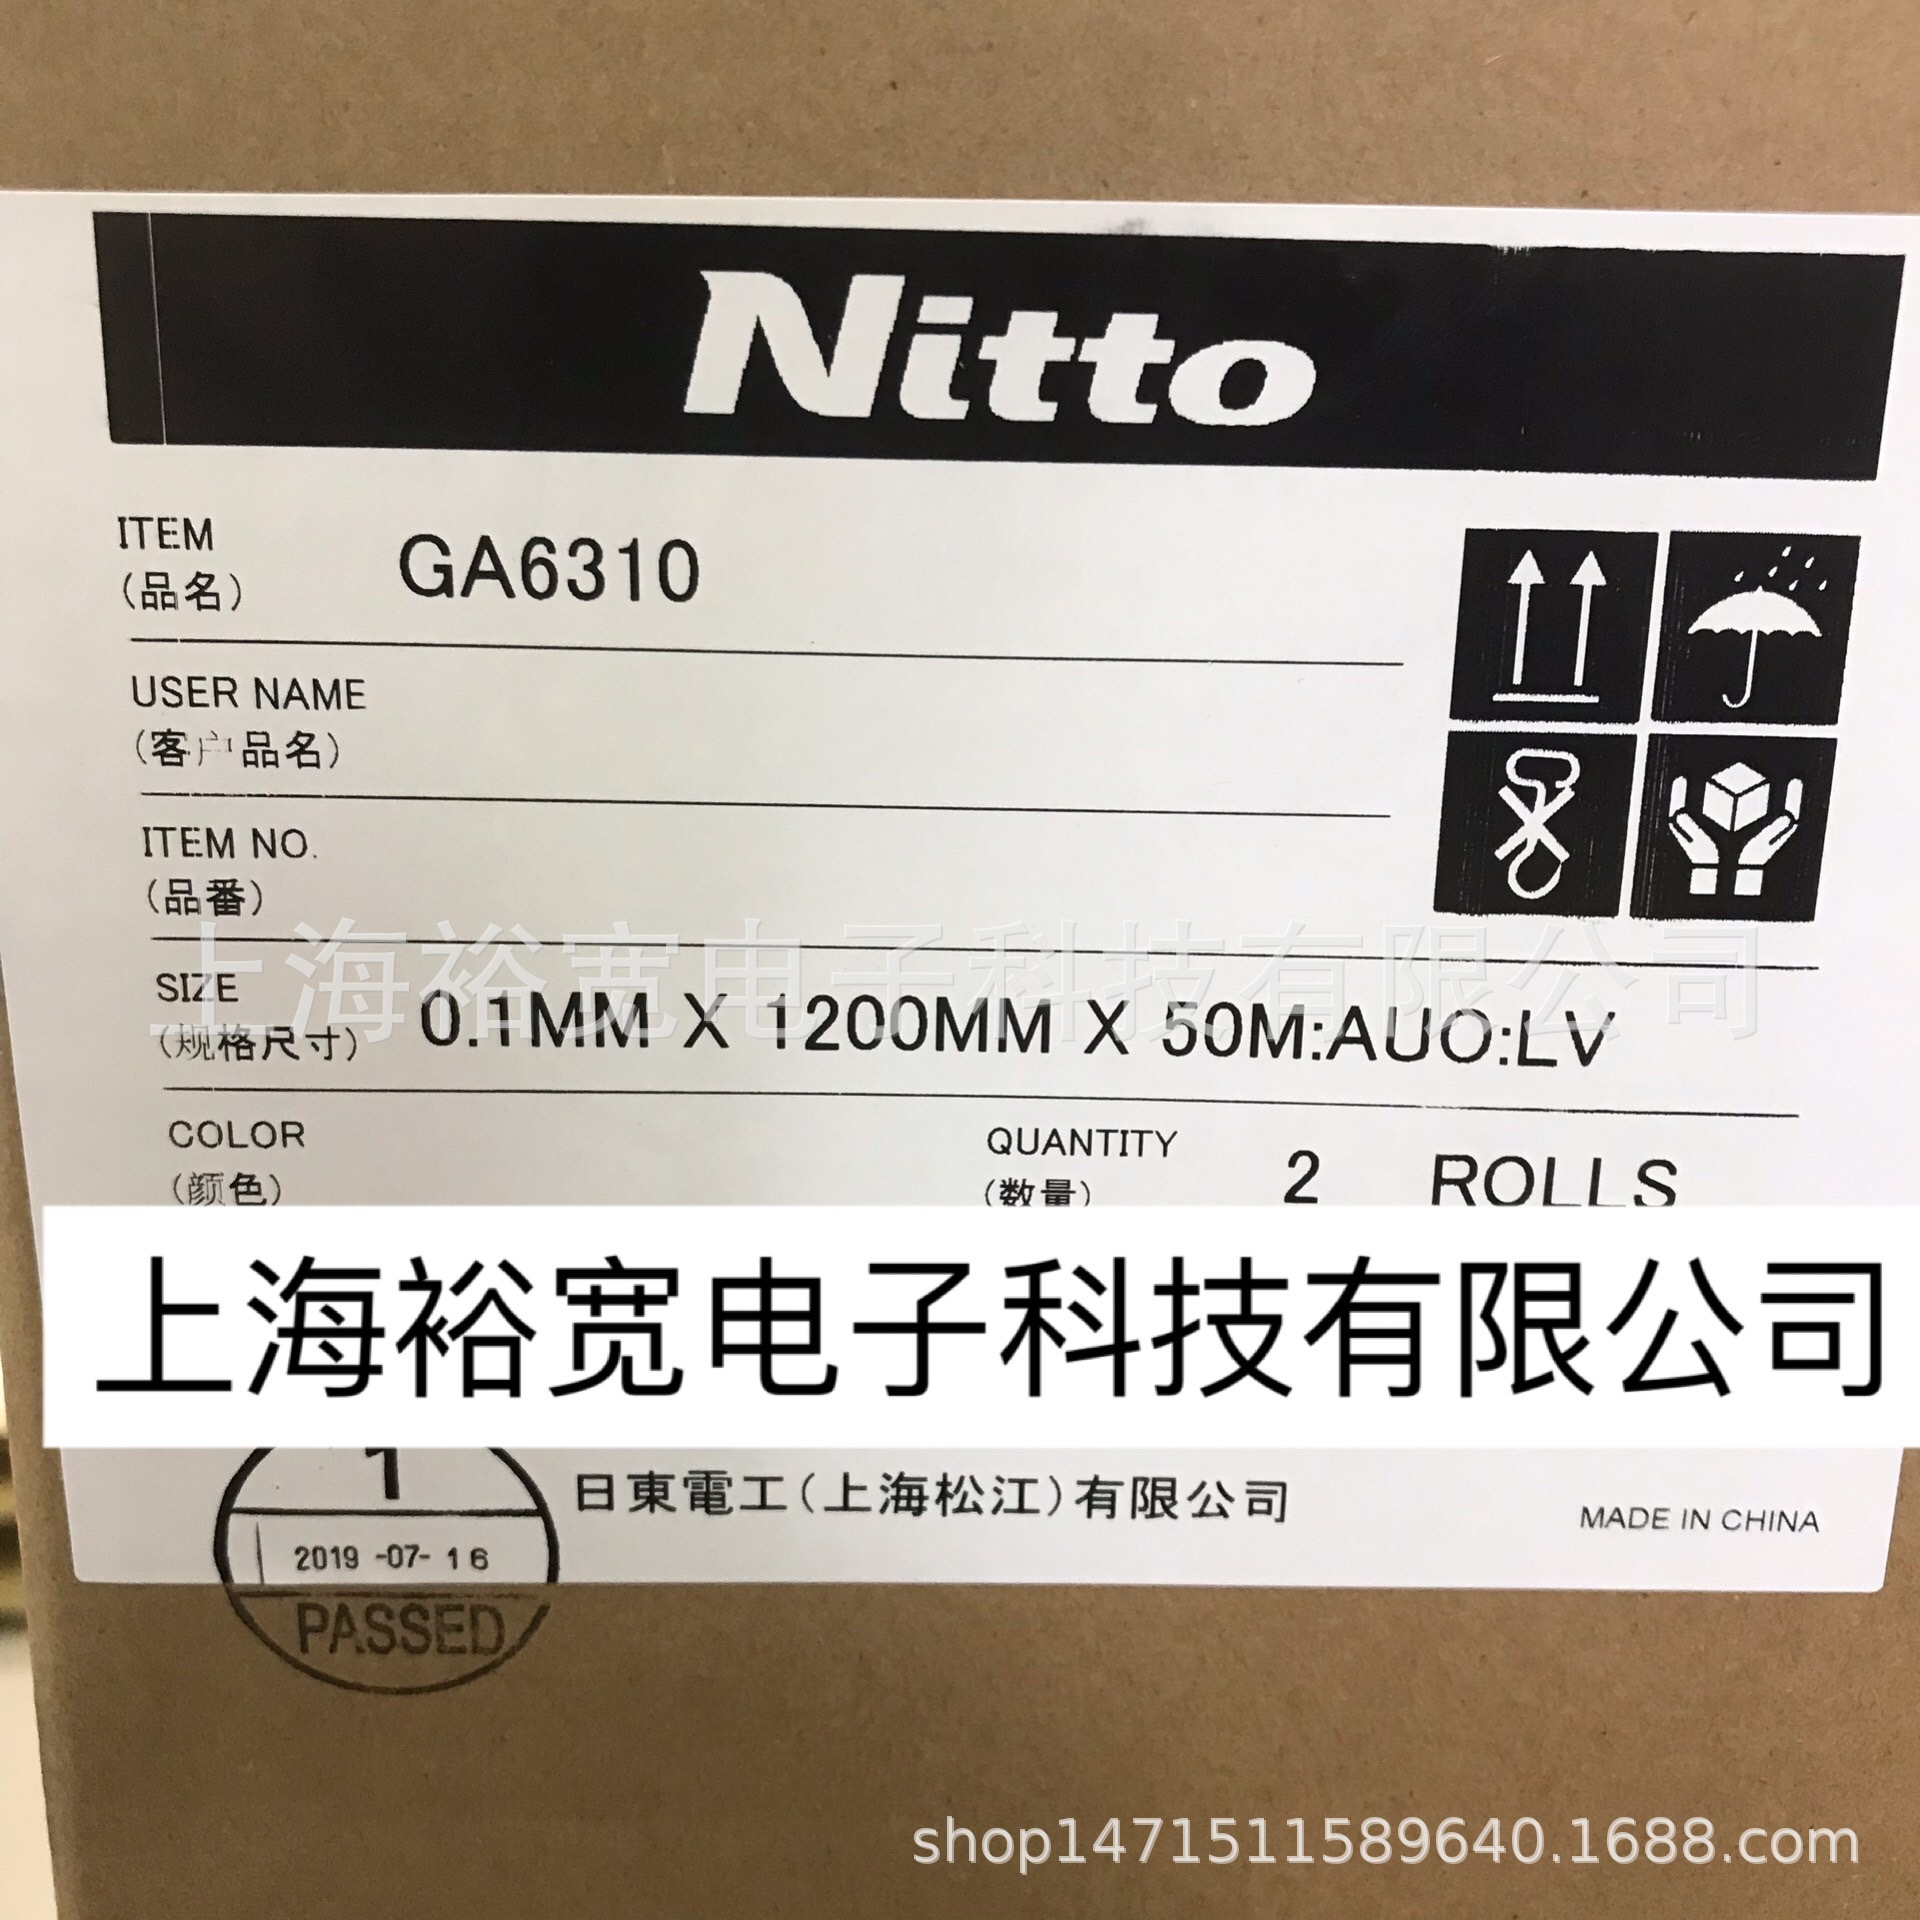 Nitto
ITEM
(品名)
GA6310
USER NAME
(客户品名)
ITEM NO.
(品番)
上海裕宽电子科技有限公司
SIZE
(规格尺寸)
0.1MM X 1200MM X 50M:AUO:LV
COLOR
(颜色)
QUANTITY
(数量)
2 ROLLS
上海裕宽电子科技有限公司
1
2019 -07- 16
PASSED
日東電工(上海松江)有限公司
MADE IN CHINA
shop1471511589640.1688.com